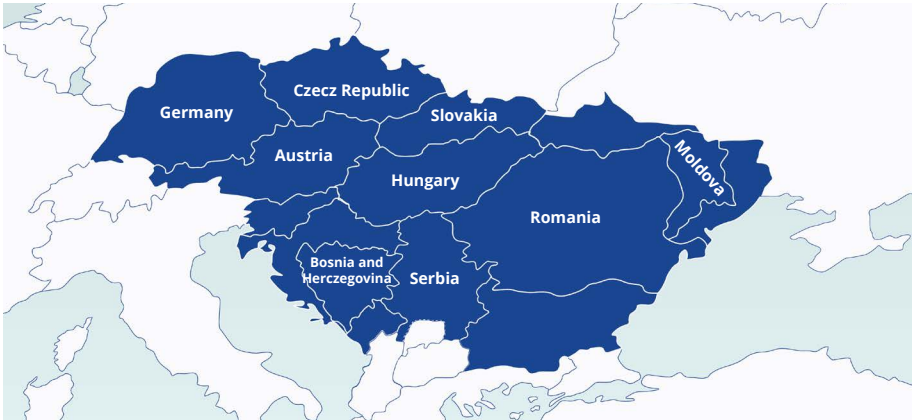 Czecz Republic
Germany
Slovakia
Austria
Moldova
Hungary
Romania
Bosnia and
Herczegovina
Serbia